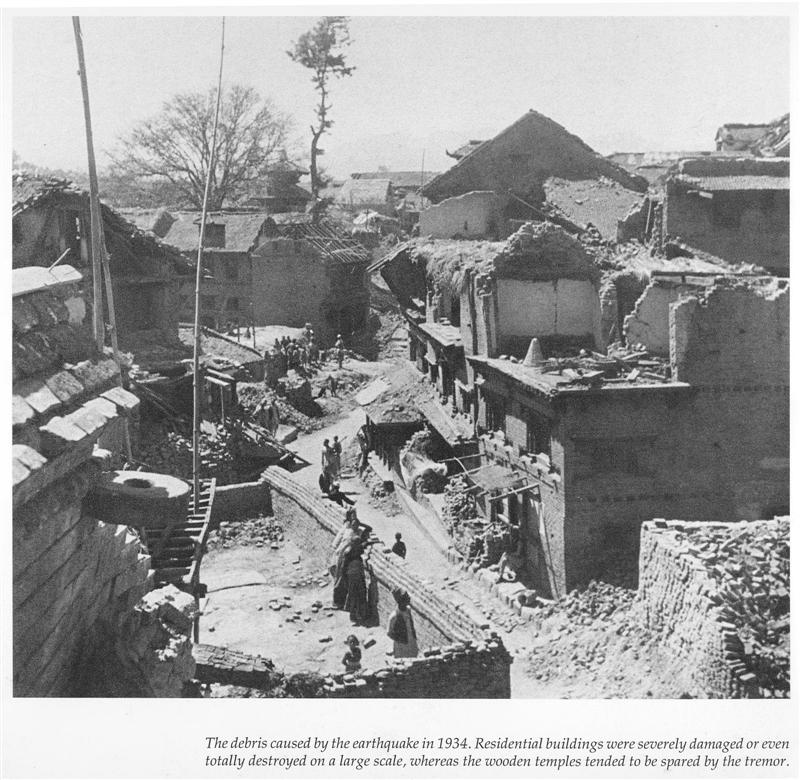 The debris caused by the earthquake in 1934. Residential buildings were severely damaged or even
totally destroyed on a large scale, whereas the wooden temples tended to be spared by the tremor.